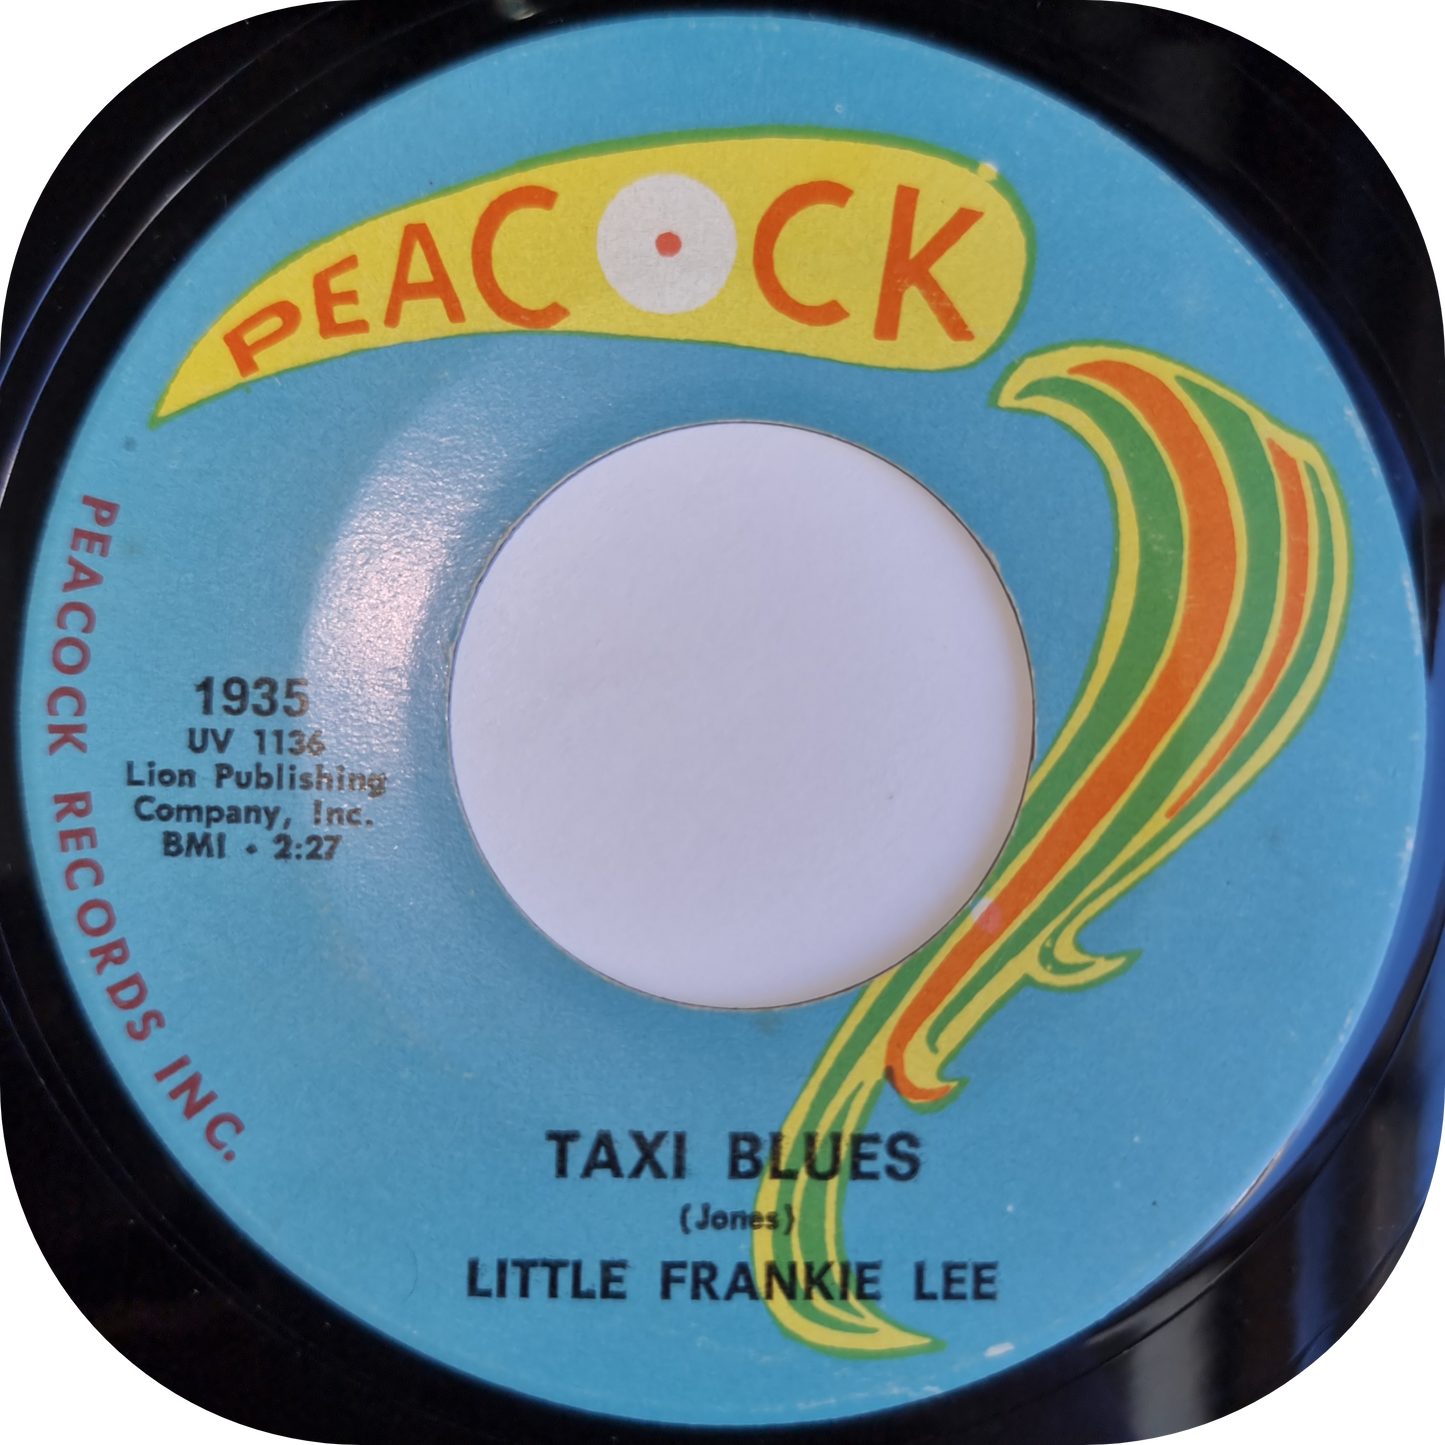 PEACOCK
PEACOCK RECORDS INC.
1935
UV 1136
Lion Publishing
Company, Inc.
BMI • 2:27
TAXI BLUES
(Jones)
LITTLE FRANKIE LEE